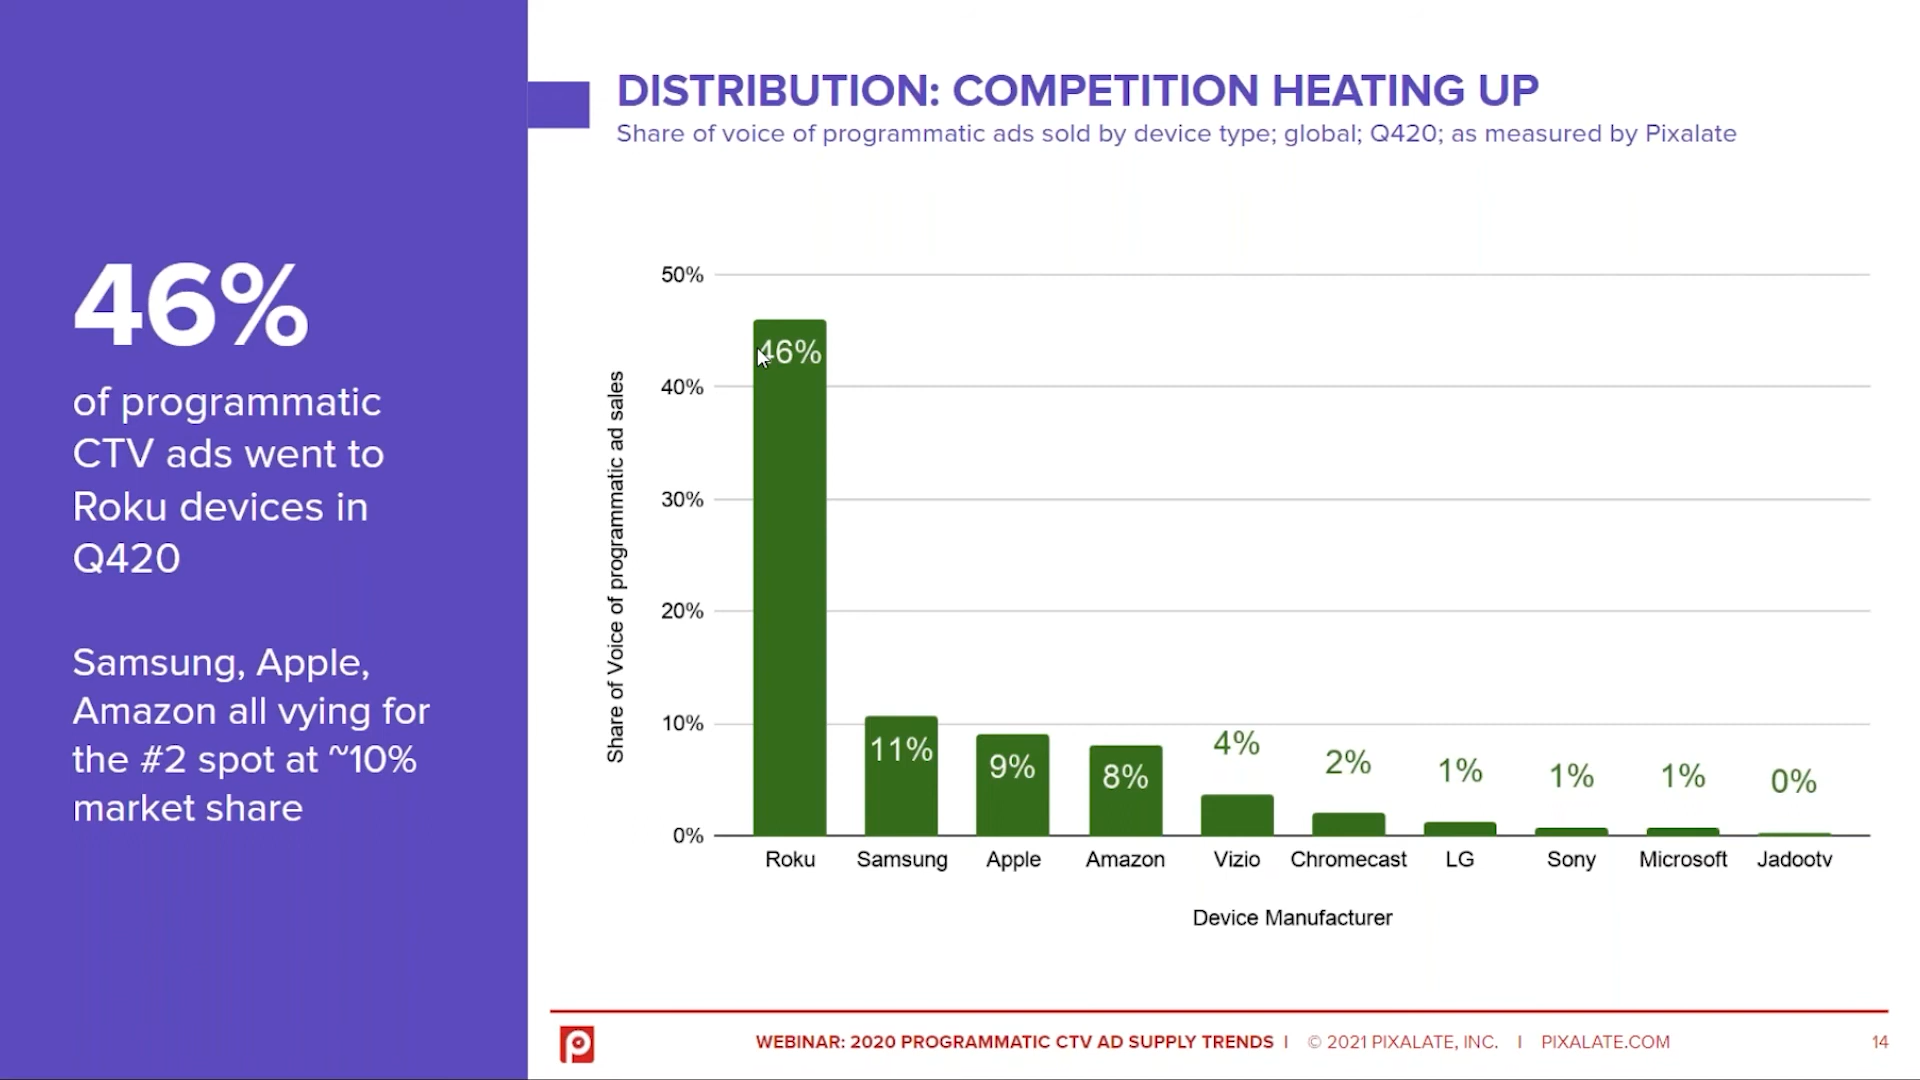 DISTRIBUTION: COMPETITION HEATING UP
Share of voice of programmatic ads sold by device type; global; Q420; as measured by Pixalate
46%
of programmatic
CTV ads went to
Roku devices in
Q420
Samsung, Apple,
Amazon all vying for
the #2 spot at ~10%
market share
Share of Voice of programmatic ad sales
50%
40%
30%
20%
10%
0%
46%
11%
9%
8%
4%
2%
1%
1%
1%
0%
Roku Samsung Apple Amazon Vizio Chromecast LG Sony Microsoft Jadootv
Device Manufacturer
WEBINAR: 2020 PROGRAMMATIC CTV AD SUPPLY TRENDS I © 2021 PIXALATE, INC. I PIXALATE.COM 14